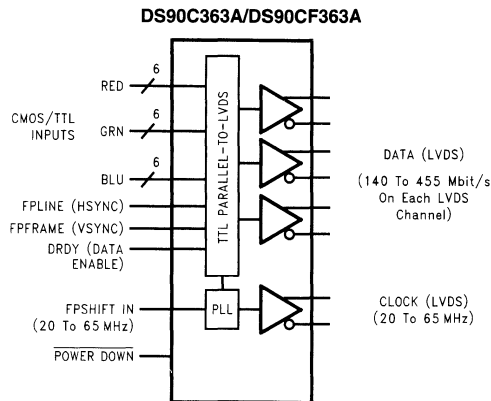 DS90C363A/DS90CF363A
RED
6
CMOS/TTL
INPUTS
GRN
6
BLU
6
FPLINE (HSYNC)
FPFRAME (VSYNC)
DRDY (DATA
ENABLE)
FPSHIFT IN
(20 To 65 MHz)
POWER DOWN
TTL PARALLEL-TO-LVDS
PLL
DATA (LVDS)
(140 To 455 Mbit/s
On Each LVDS
Channel)
CLOCK (LVDS)
(20 To 65 MHz)